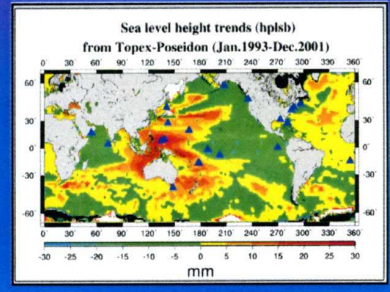 Sea level height trends (hplsb)
from Topex-Poseidon (Jan.1993-Dec.2001)
0 30 60 90 120 150 180 210 240 270 300 330 360
60 60
30 30
0 0
-30 -30
-60 -60
0 30 60 90 120 150 180 210 240 270 300 330 360
-30 -25 -20 -15 -10 -5 0 5 10 15 20 25 30
mm